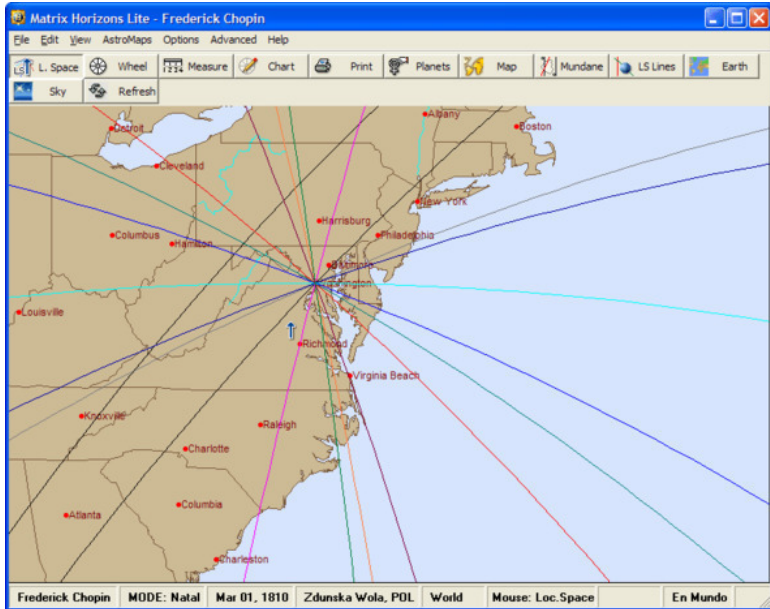 Matrix Horizons Lite - Frederick Chopin
File Edit View AstroMaps Options Advanced Help
LS L. Space Wheel Measure Chart Print Planets Map Mundane LS Lines Earth
Sky Refresh
Albany
Detroit
Boston
Cleveland
New York
Harrisburg
Columbus
Philadelphia
Hamilton
Baltimore
Louisville
Richmond
Virginia Beach
Knoxville
Raleigh
Charlotte
Columbia
Atlanta
Charleston
Frederick Chopin MODE: Natal Mar 01, 1810 Zdunska Wola, POL World Mouse: Loc.Space En Mundo